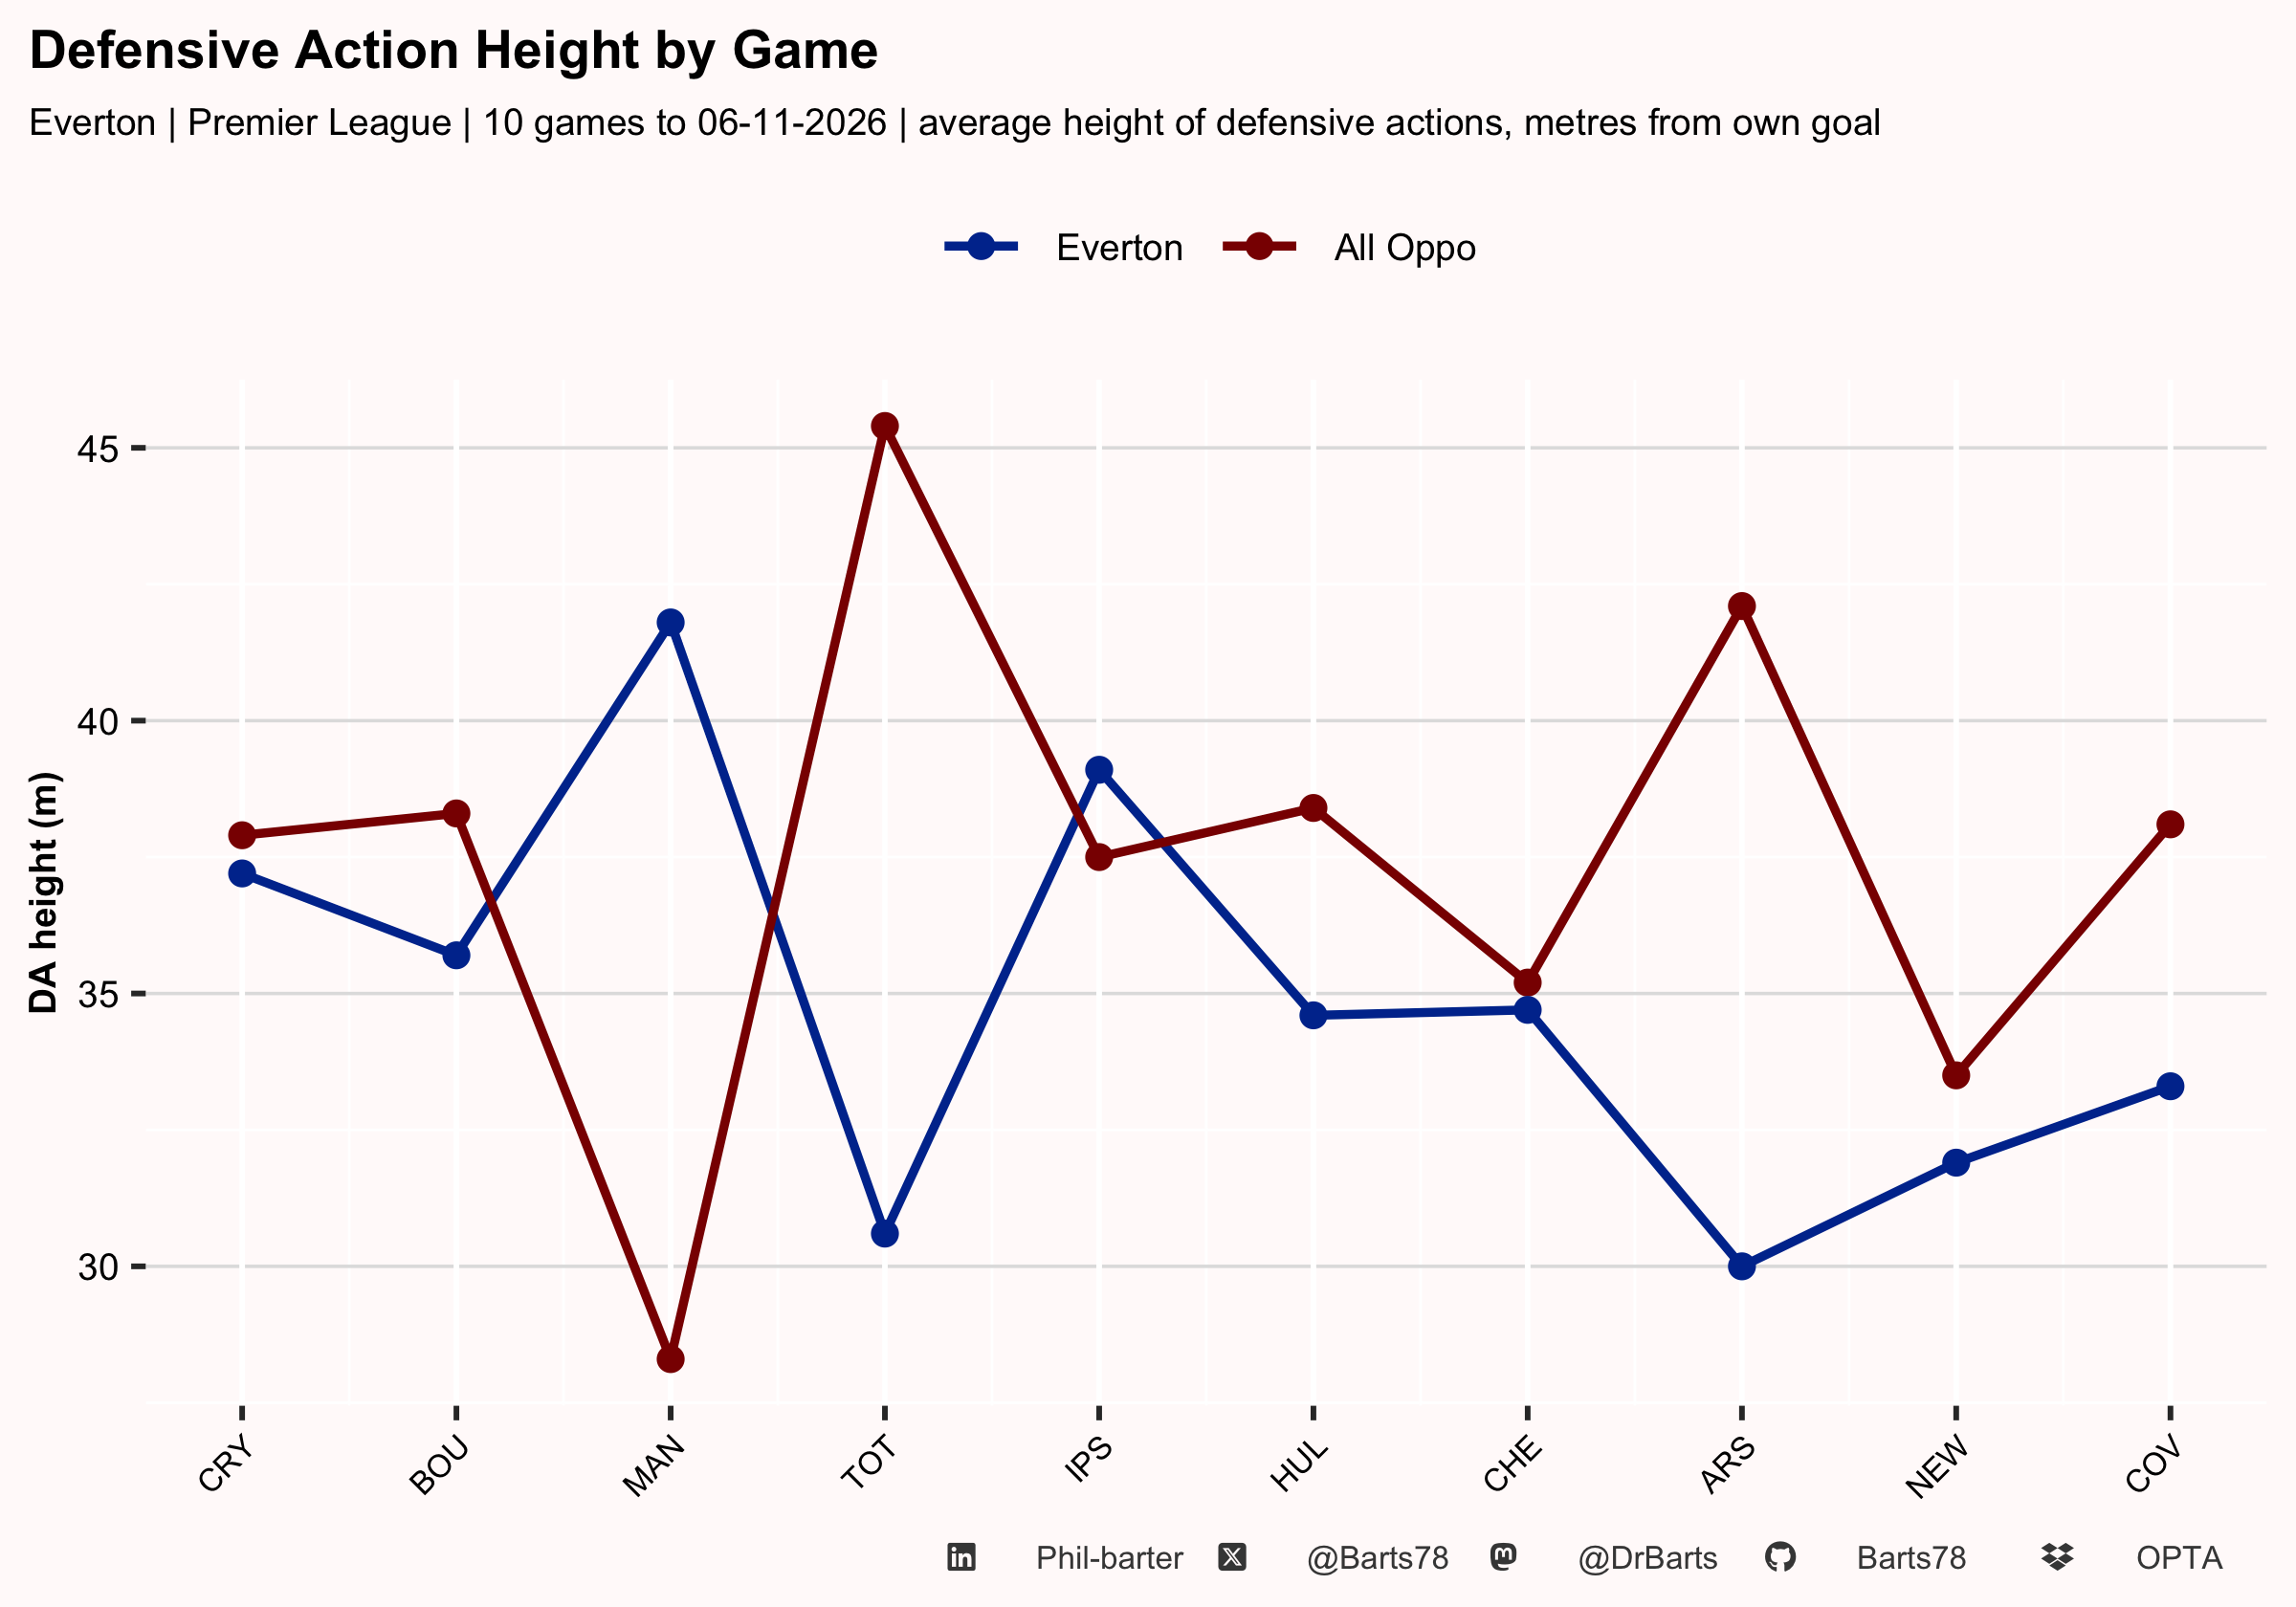 Defensive Action Height by Game
Everton | Premier League | 10 games to 06-11-2026 | average height of defensive actions, metres from own goal
Everton All Oppo
45
40
35
30
DA height (m)
CRY BOU MAN TOT IPS HUL CHE ARS NEW COV
Phil-barter @Barts78 @DrBarts Barts78 OPTA